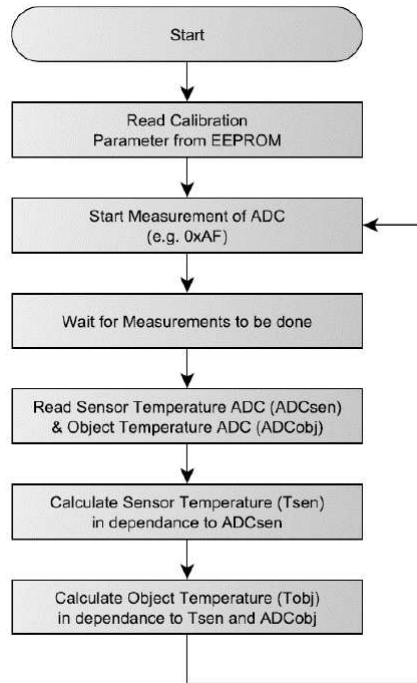 Start
Read Calibration
Parameter from EEPROM
Start Measurement of ADC
(e.g. 0xAF)
Wait for Measurements to be done
Read Sensor Temperature ADC (ADCsen)
& Object Temperature ADC (ADCobj)
Calculate Sensor Temperature (Tsen)
in dependance to ADCsen
Calculate Object Temperature (Tobj)
in dependance to Tsen and ADCobj